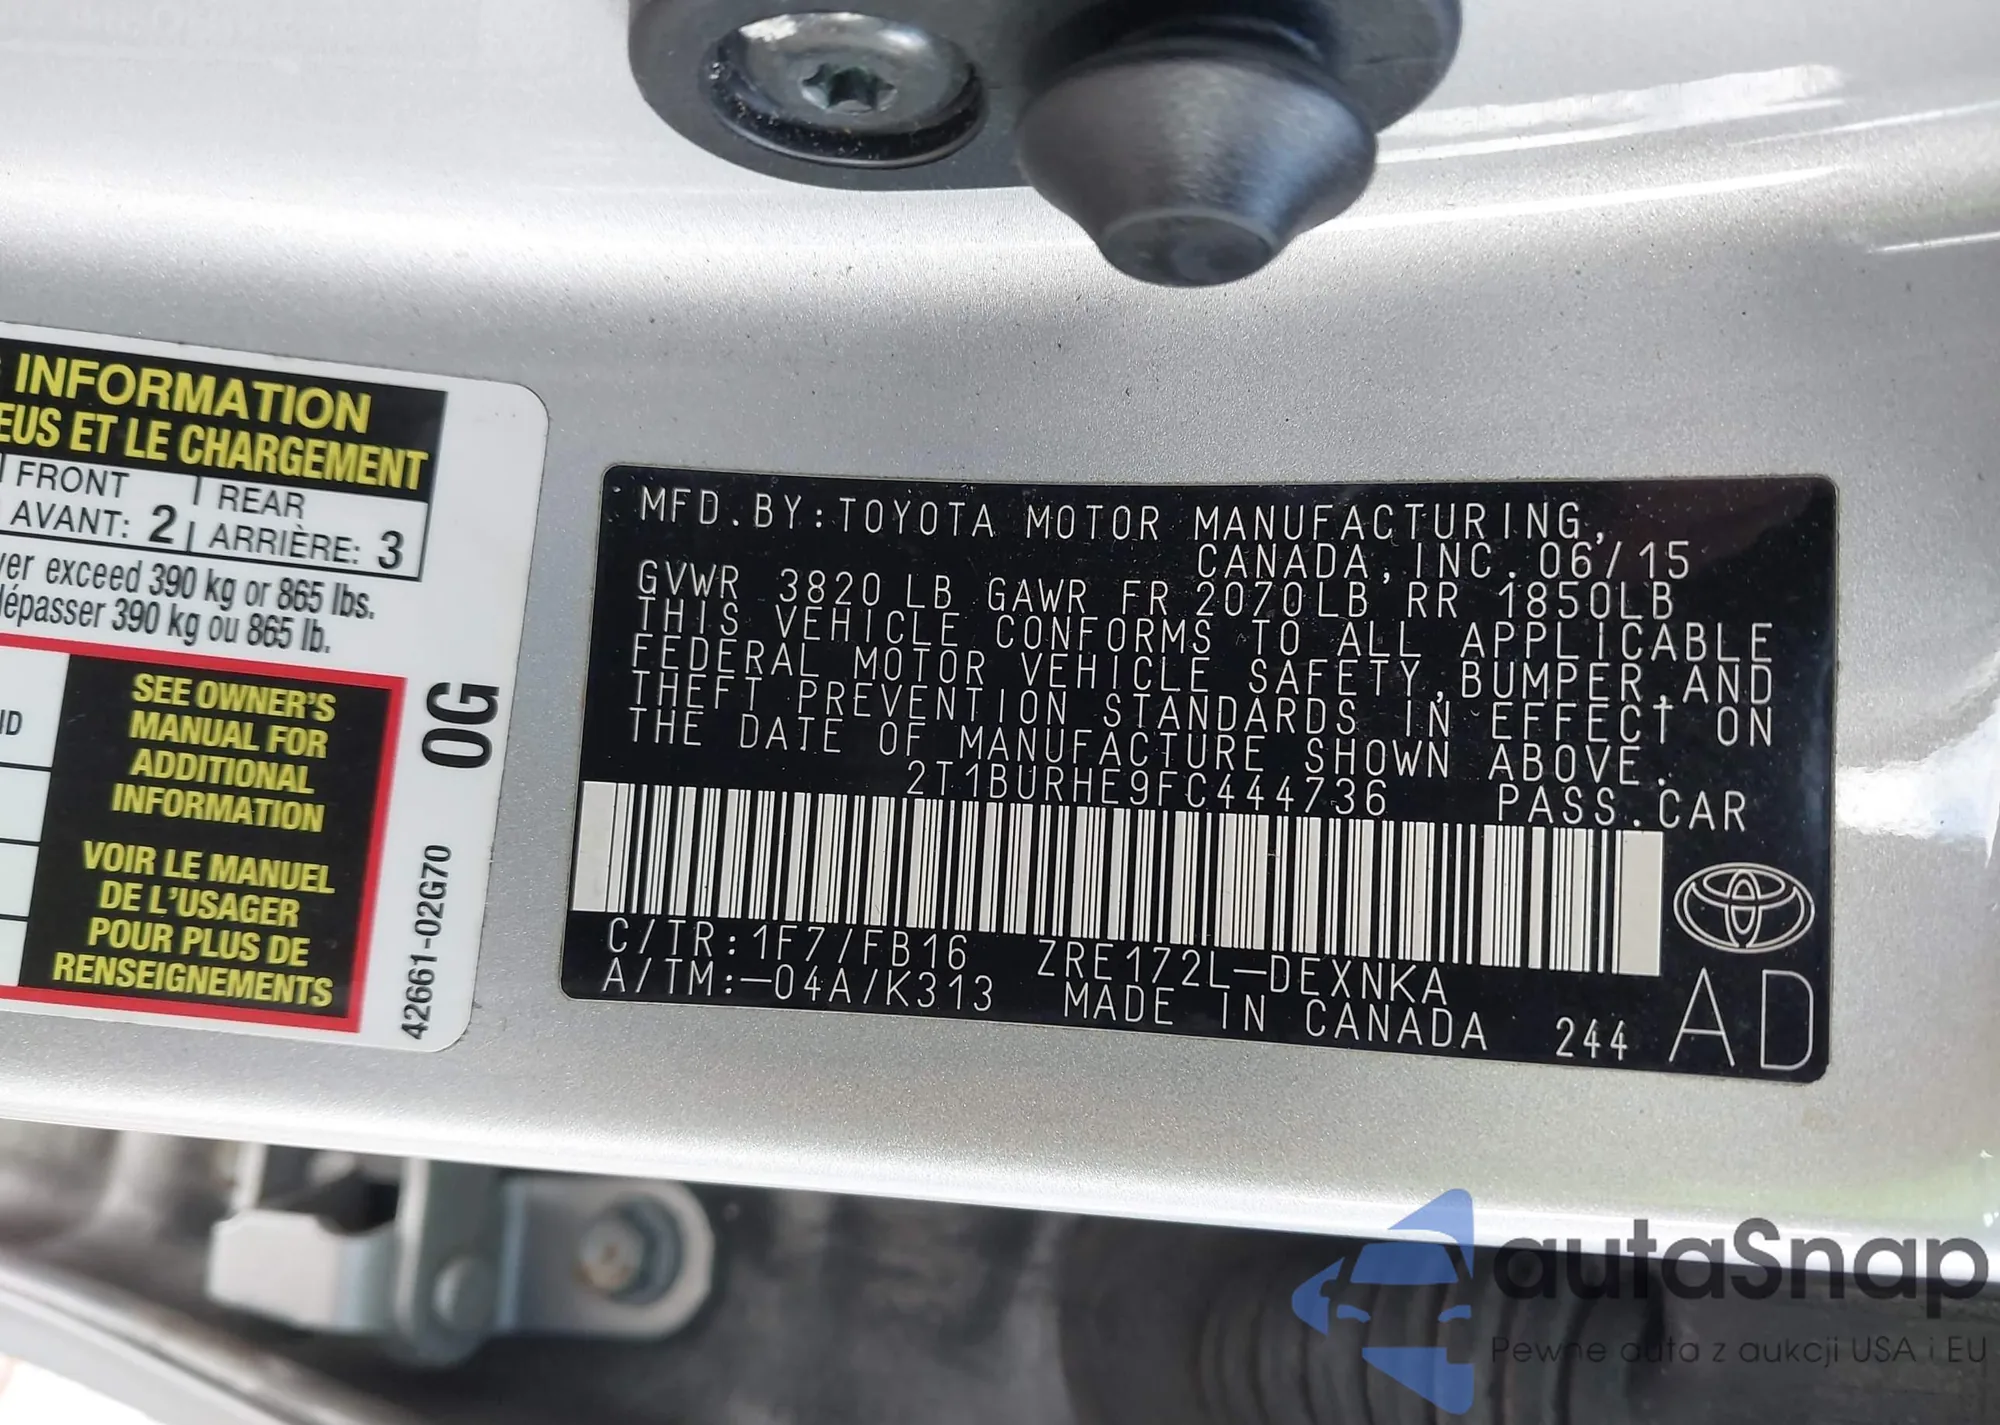 INFORMATION
EUS ET LE CHARGEMENT
FRONT 2 REAR 3
AVANT: ARRIÈRE:
exceed 390 kg or 865 lbs.
dépasser 390 kg ou 865 lb.
SEE OWNER'S
MANUAL FOR
ADDITIONAL
INFORMATION
VOIR LE MANUEL
DE L'USAGER
POUR PLUS DE
RENSEIGNEMENTS
0G
42661-02G70
MFD.BY:TOYOTA MOTOR MANUFACTURING,
CANADA,INC.06/15
GVWR 3820LB GAWR FR 2070LB RR 1850LB
THIS VEHICLE CONFORMS TO ALL APPLICABLE
FEDERAL MOTOR VEHICLE SAFETY,BUMPER,AND
THEFT PREVENTION STANDARDS IN EFFECT ON
THE DATE OF MANUFACTURE SHOWN ABOVE.
2T1BURHE9FC444736 PASS.CAR
C/TR:1F7/FB16 ZRE172L-DEXNKA
A/TM:-04A/K313 MADE IN CANADA 244 AD
autaSnap
Pewne auta z aukcji USA i EU